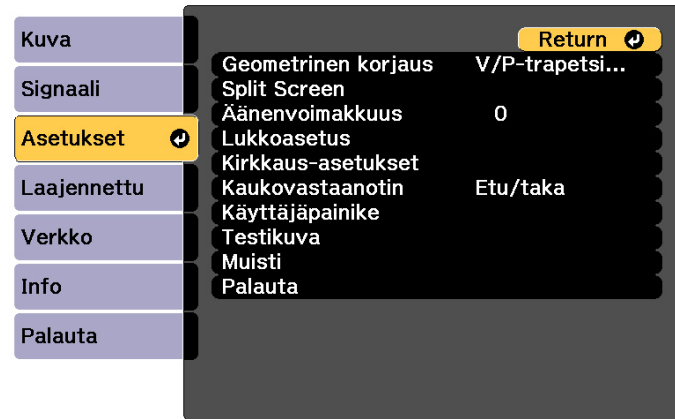 Kuva
Signaali
Asetukset
Laajennettu
Verkko
Info
Palauta
Return
Geometrinen korjaus V/P-trapetsi...
Split Screen
Äänenvoimakkuus 0
Lukkoasetus
Kirkkaus-asetukset
Kaukovastaanotin Etu/taka
Käyttäjäpainike
Testikuva
Muisti
Palauta